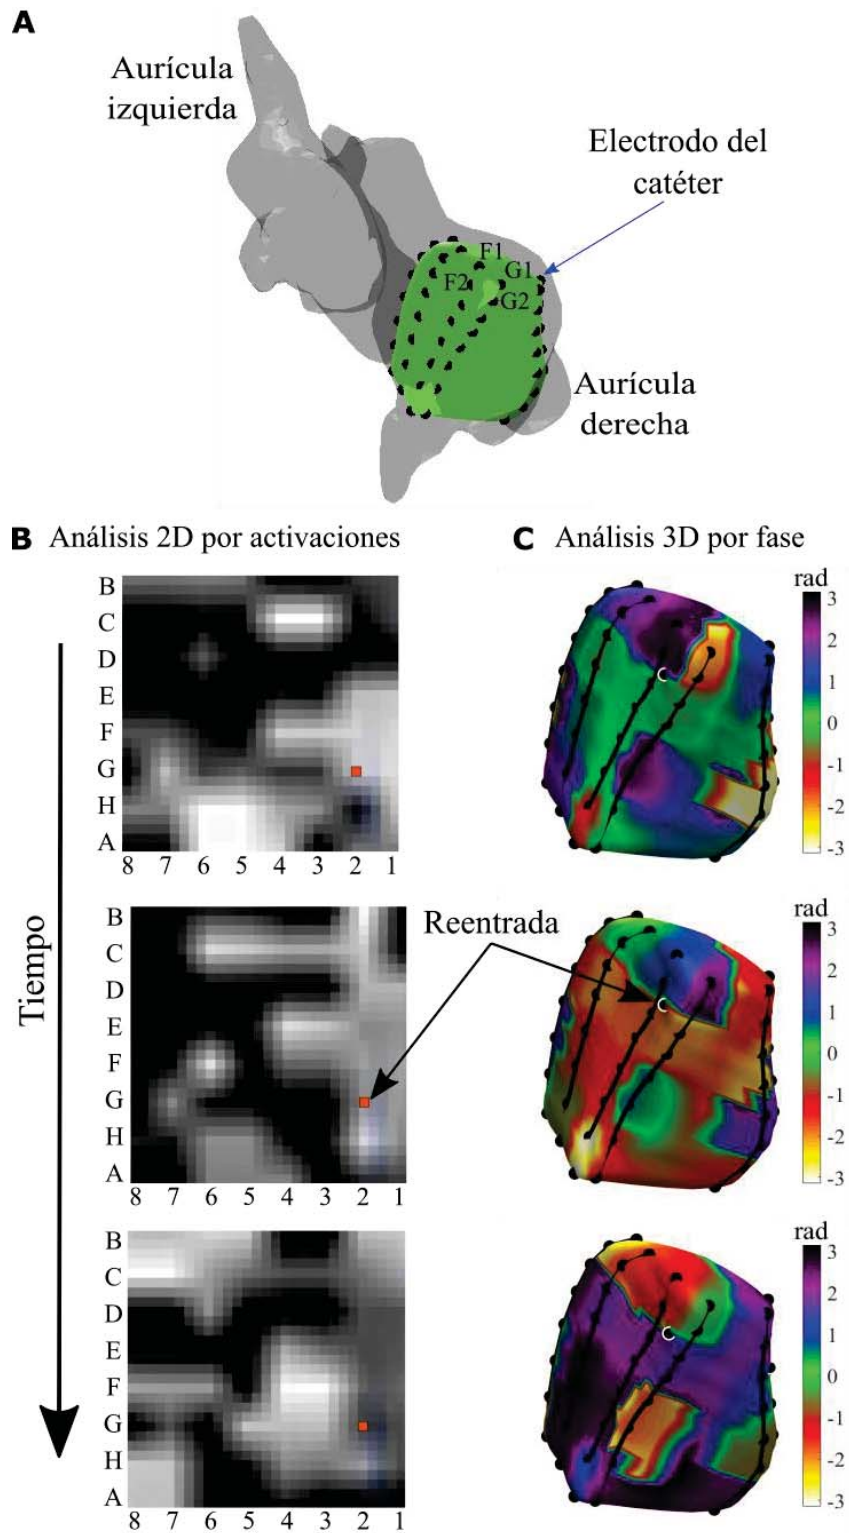 A
Aurícula
izquierda
Electrodo del
catéter
F1
G1
F2
G2
Aurícula
derecha
B Análisis 2D por activaciones
C Análisis 3D por fase
Tiempo
B
C
D
E
F
G
H
A
8 7 6 5 4 3 2 1
rad
3
2
1
0
-1
-2
-3
Reentrada
B
C
D
E
F
G
H
A
8 7 6 5 4 3 2 1
rad
3
2
1
0
-1
-2
-3
B
C
D
E
F
G
H
A
8 7 6 5 4 3 2 1
rad
3
2
1
0
-1
-2
-3